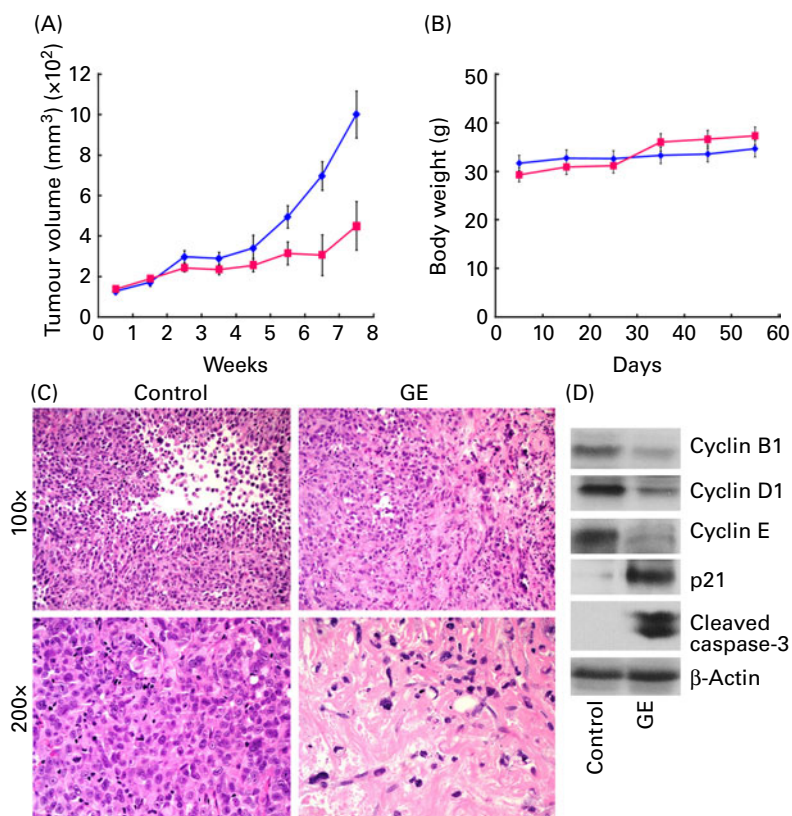 (A)
Tumour volume (mm³) (×10²)
12
10
8
6
4
2
0
0 1 2 3 4 5 6 7 8
Weeks
(B)
Body weight (g)
50
40
30
20
10
0
0 10 20 30 40 50 60
Days
(C)
Control
GE
100×
200×
(D)
Cyclin B1
Cyclin D1
Cyclin E
p21
Cleaved
caspase-3
β-Actin
Control
GE